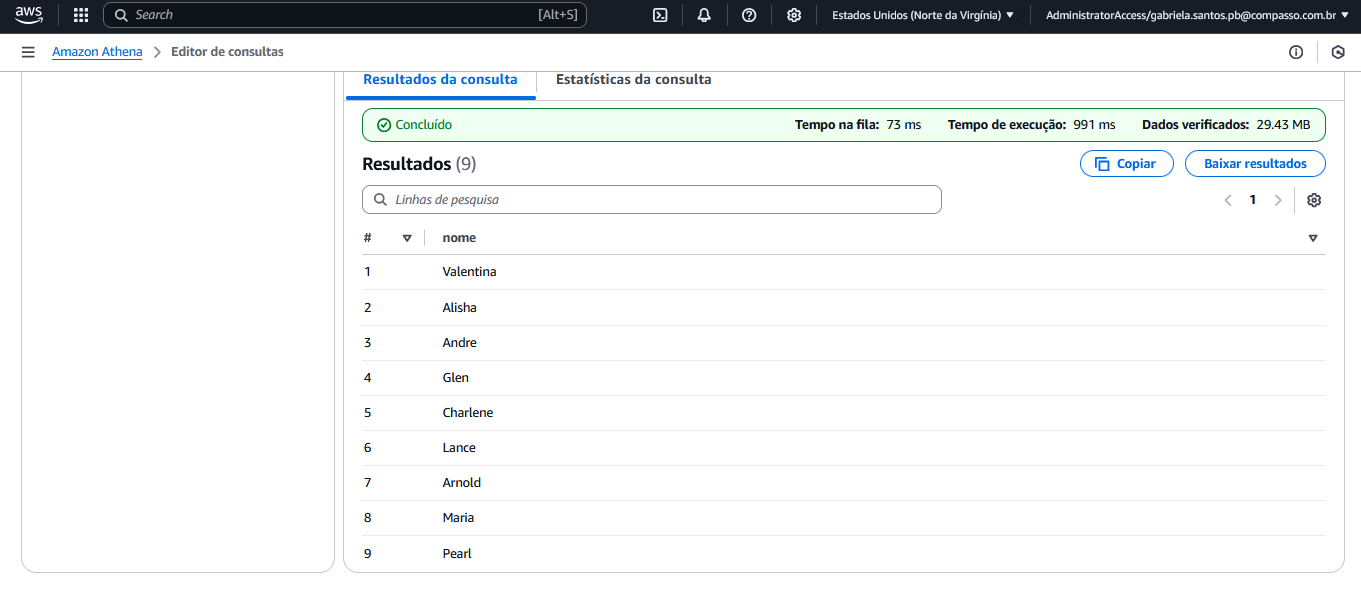 aws Search [Alt+S] Estados Unidos (Norte da Virgínia) AdministratorAccess/gabriela.santos.pb@compasso.com.br
Amazon Athena Editor de consultas
Resultados da consulta Estatísticas da consulta
Concluído Tempo na fila: 73 ms Tempo de execução: 991 ms Dados verificados: 29.43 MB
Resultados (9) Copiar Baixar resultados
Linhas de pesquisa 1
# nome
1 Valentina
2 Alisha
3 Andre
4 Glen
5 Charlene
6 Lance
7 Arnold
8 Maria
9 Pearl